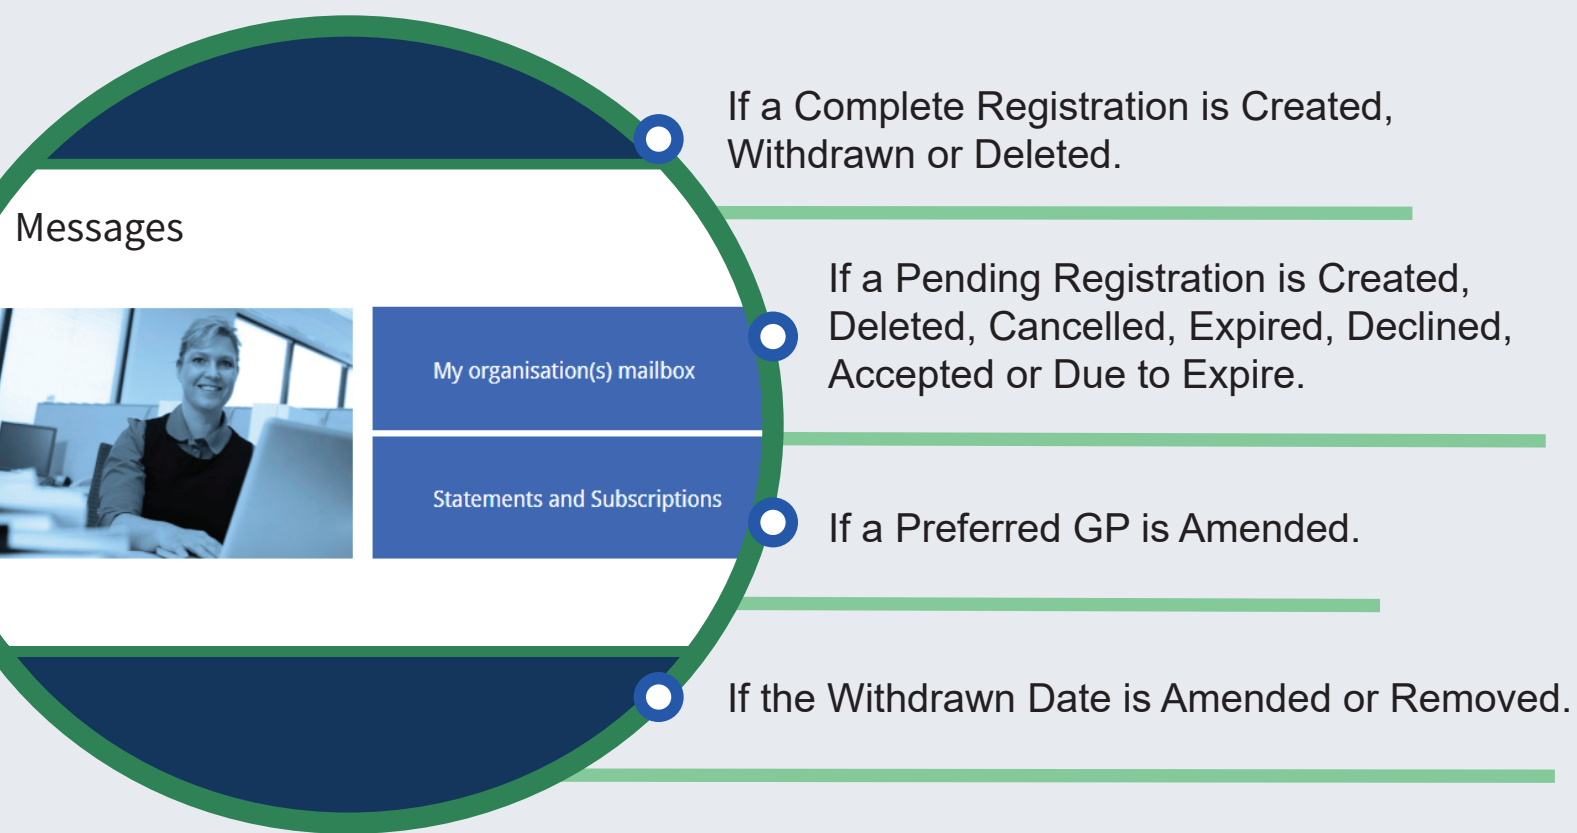 Messages
My organisation(s) mailbox
Statements and Subscriptions
If a Complete Registration is Created,
Withdrawn or Deleted.
If a Pending Registration is Created,
Deleted, Cancelled, Expired, Declined,
Accepted or Due to Expire.
If a Preferred GP is Amended.
If the Withdrawn Date is Amended or Removed.